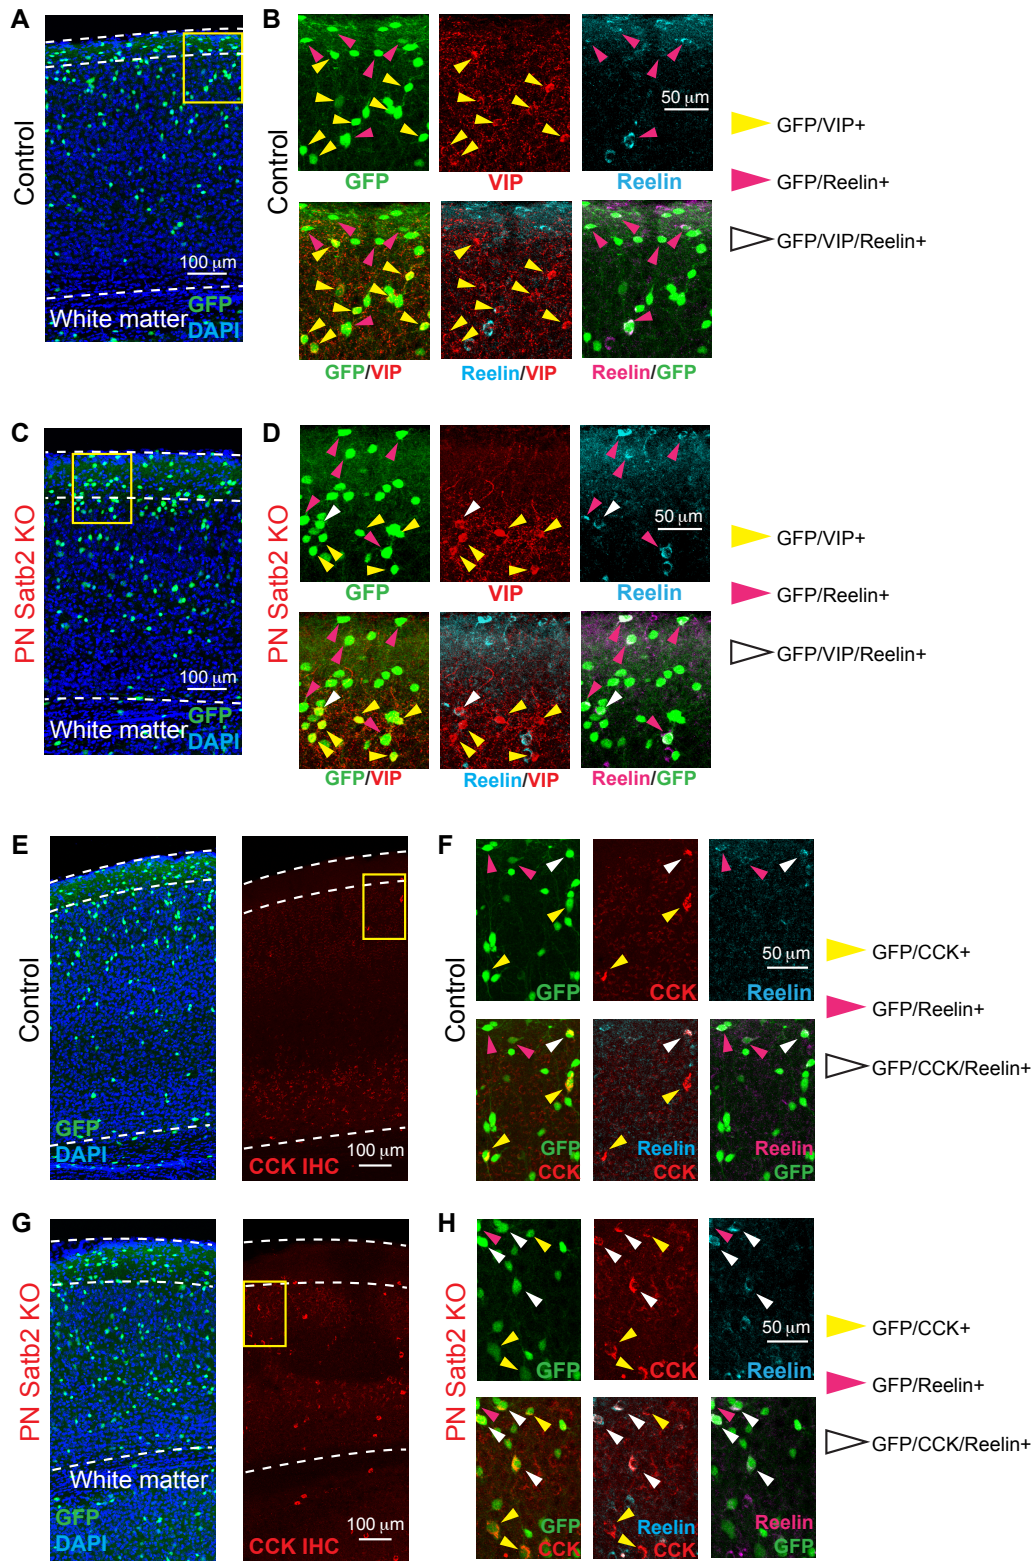 A
Control
100 µm
White matter
GFP
DAPI
B
Control
GFP
VIP
50 µm
Reelin
GFP/VIP
Reelin/VIP
Reelin/GFP
GFP/VIP+
GFP/Reelin+
GFP/VIP/Reelin+
C
PN Satb2 KO
100 µm
White matter
GFP
DAPI
D
PN Satb2 KO
GFP
VIP
50 µm
Reelin
GFP/VIP
Reelin/VIP
Reelin/GFP
GFP/VIP+
GFP/Reelin+
GFP/VIP/Reelin+
E
Control
GFP
DAPI
CCK IHC
100 µm
F
Control
GFP
CCK
50 µm
Reelin
GFP
CCK
Reelin
CCK
Reelin
GFP
GFP/CCK+
GFP/Reelin+
GFP/CCK/Reelin+
G
PN Satb2 KO
White matter
GFP
DAPI
CCK IHC
100 µm
H
PN Satb2 KO
GFP
CCK
50 µm
Reelin
GFP
CCK
Reelin
CCK
Reelin
GFP
GFP/CCK+
GFP/Reelin+
GFP/CCK/Reelin+